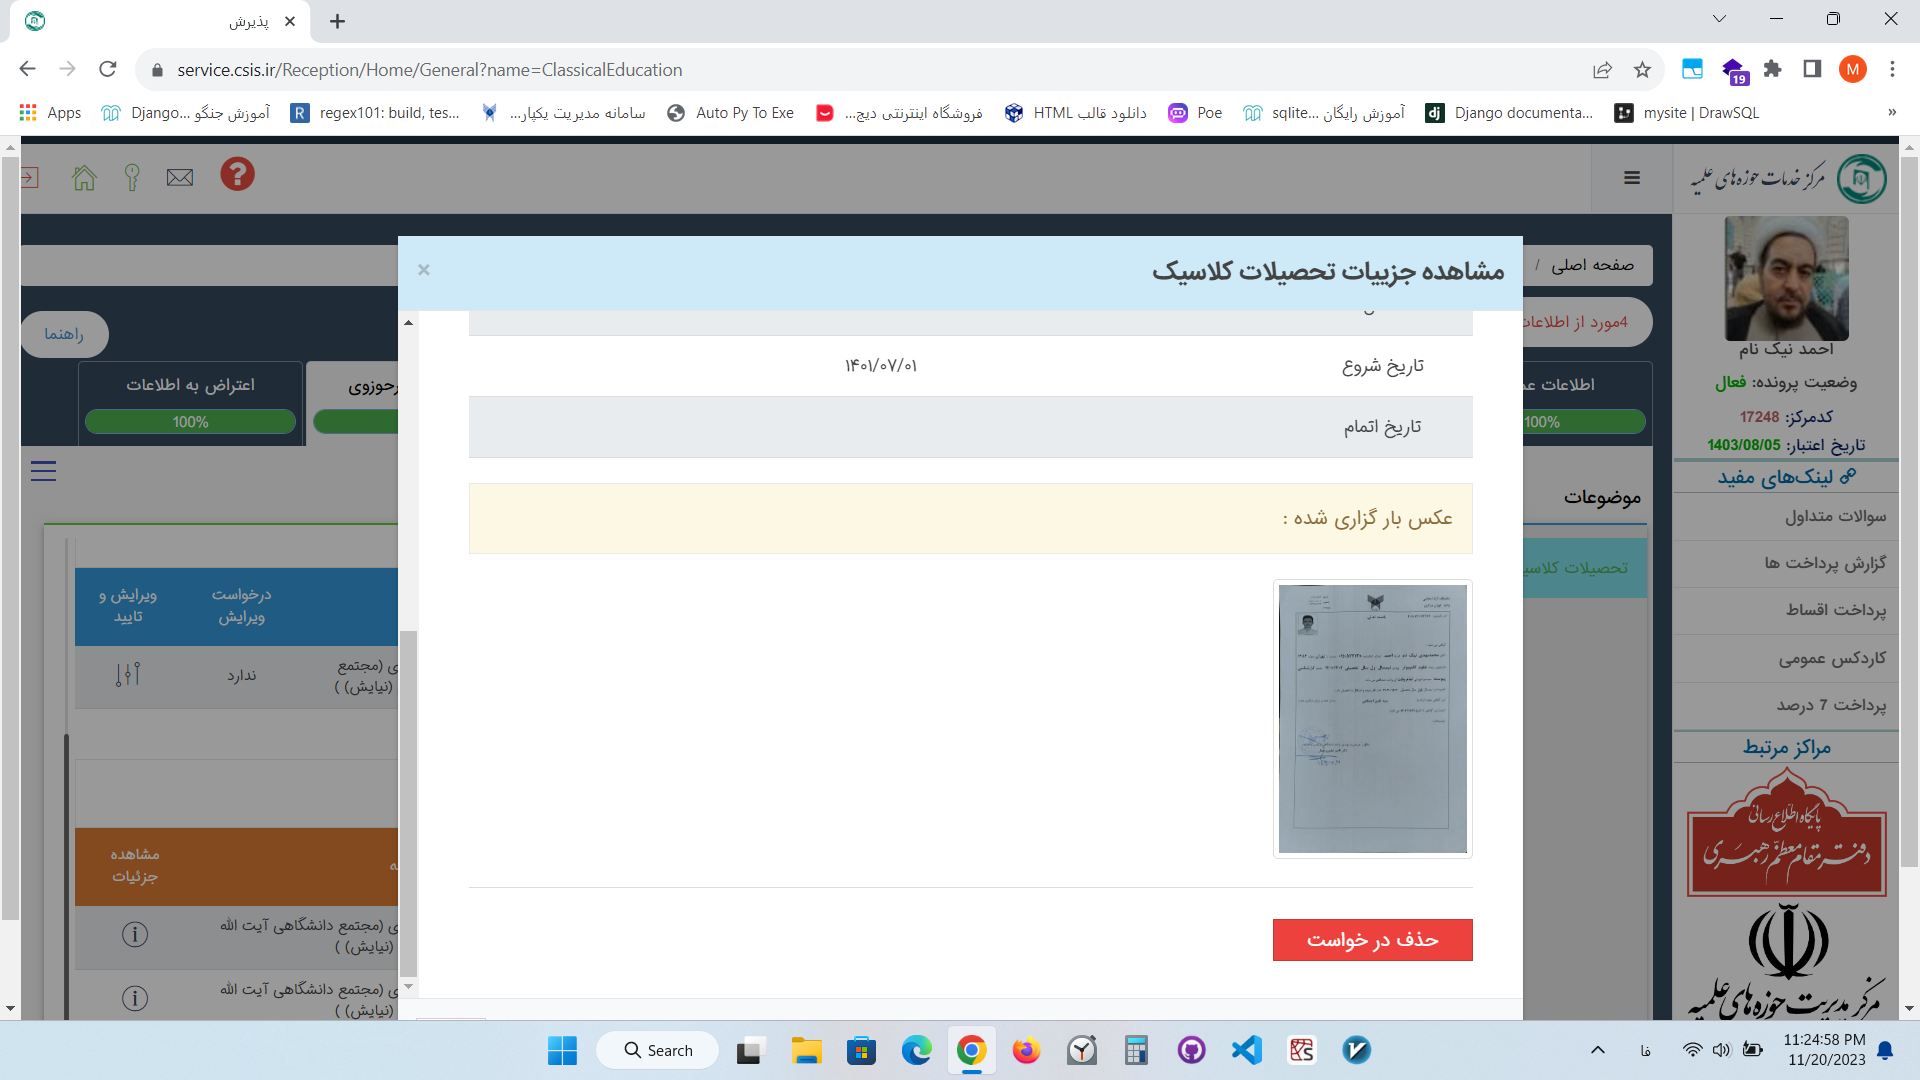 پذیرش
service.csis.ir/Reception/Home/General?name=ClassicalEducation
19
M
Apps
آموزش جنگو ...Django
regex101: build, tes...
سامانه مدیریت یکپار...
Auto Py To Exe
فروشگاه اینترنتی دیج...
دانلود قالب HTML
Poe
آموزش رایگان ...sqlite
Django documenta...
mysite | DrawSQL
»
مرکز خدمات حوزه‌های علمیه
احمد نیک نام
وضعیت پرونده: فعال
کدمرکز: 17248
تاریخ اعتبار: 1403/08/05
لینک‌های مفید
سوالات متداول
گزارش پرداخت ها
پرداخت اقساط
کاردکس عمومی
پرداخت 7 درصد
مراکز مرتبط
پایگاه اطلاع رسانی
دفتر مقام معظم رهبری
مرکز مدیریت حوزه‌های علمیه
صفحه اصلی /
4مورد از اطلاعات
راهنما
اطلاعات عم
100%
رحوزوی
اعتراض به اطلاعات
100%
موضوعات
تحصیلات کلاسی
مشاهده جزییات تحصیلات کلاسیک
×
تاریخ شروع
۱۴۰۱/۰۷/۰۱
تاریخ اتمام
عکس بار گزاری شده :
حذف در خواست
درخواست ویرایش
ویرایش و تایید
ی (مجتمع
(نیایش) )
ندارد
مشاهده جزئیات
ی (مجتمع دانشگاهی آیت الله
(نیایش) )
ی (مجتمع دانشگاهی آیت الله
(نیایش) )
Search
فا
11:24:58 PM
11/20/2023